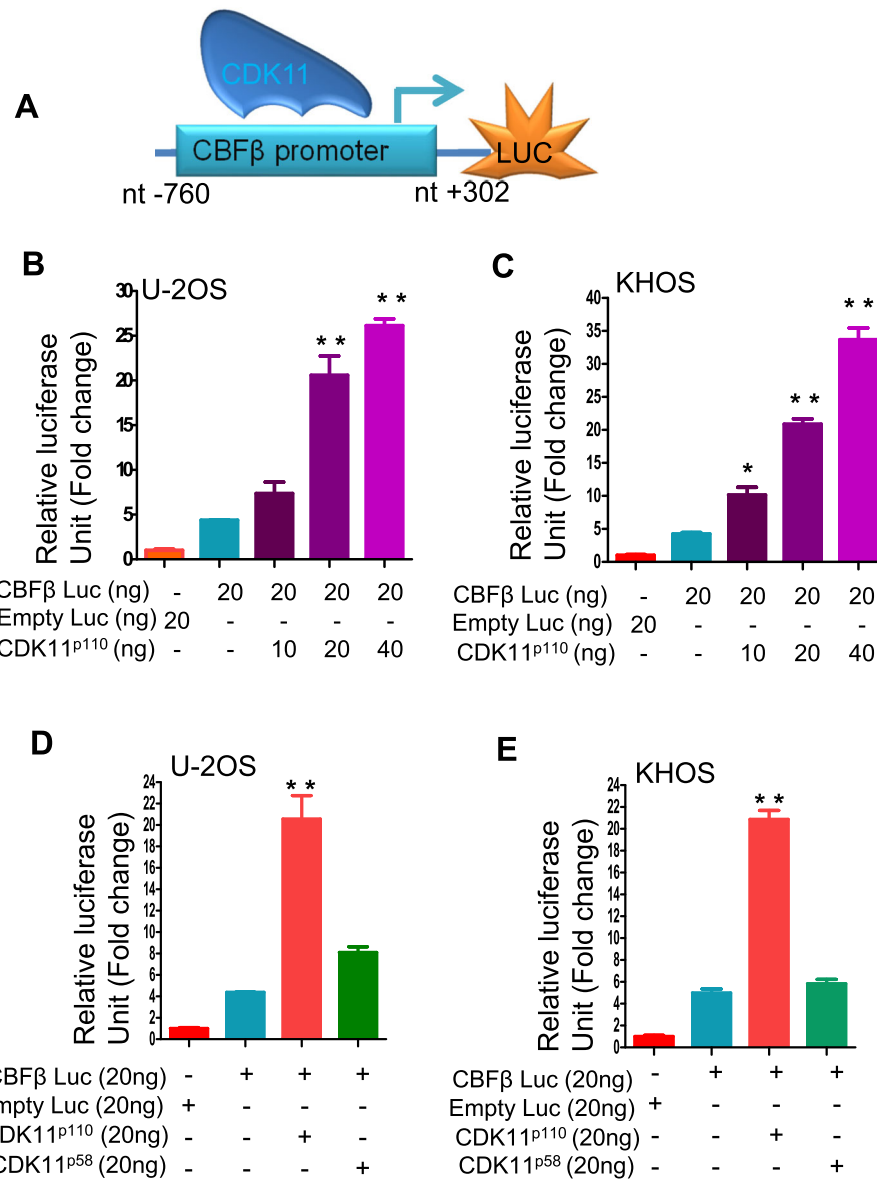 A
CDK11
CBFβ promoter
LUC
nt -760
nt +302
B
U-2OS
* *
* *
Relative luciferase
Unit (Fold change)
30
25
20
15
10
5
0
CBFβ Luc (ng) - 20 20 20 20
Empty Luc (ng) 20 - - - -
CDK11p110 (ng) - - 10 20 40
C
KHOS
* *
* *
*
Relative luciferase
Unit (Fold change)
40
35
30
25
20
15
10
5
0
CBFβ Luc (ng) - 20 20 20 20
Empty Luc (ng) 20 - - - -
CDK11p110 (ng) - - 10 20 40
D
U-2OS
* *
Relative luciferase
Unit (Fold change)
24
22
20
18
16
14
12
10
8
6
4
2
0
CBFβ Luc (20ng) - + + +
mpty Luc (20ng) + - - -
CDK11p110 (20ng) - - + -
CDK11p58 (20ng) - - - +
E
KHOS
* *
Relative luciferase
Unit (Fold change)
24
22
20
18
16
14
12
10
8
6
4
2
0
CBFβ Luc (20ng) - + + +
Empty Luc (20ng) + - - -
CDK11p110 (20ng) - - + -
CDK11p58 (20ng) - - - +